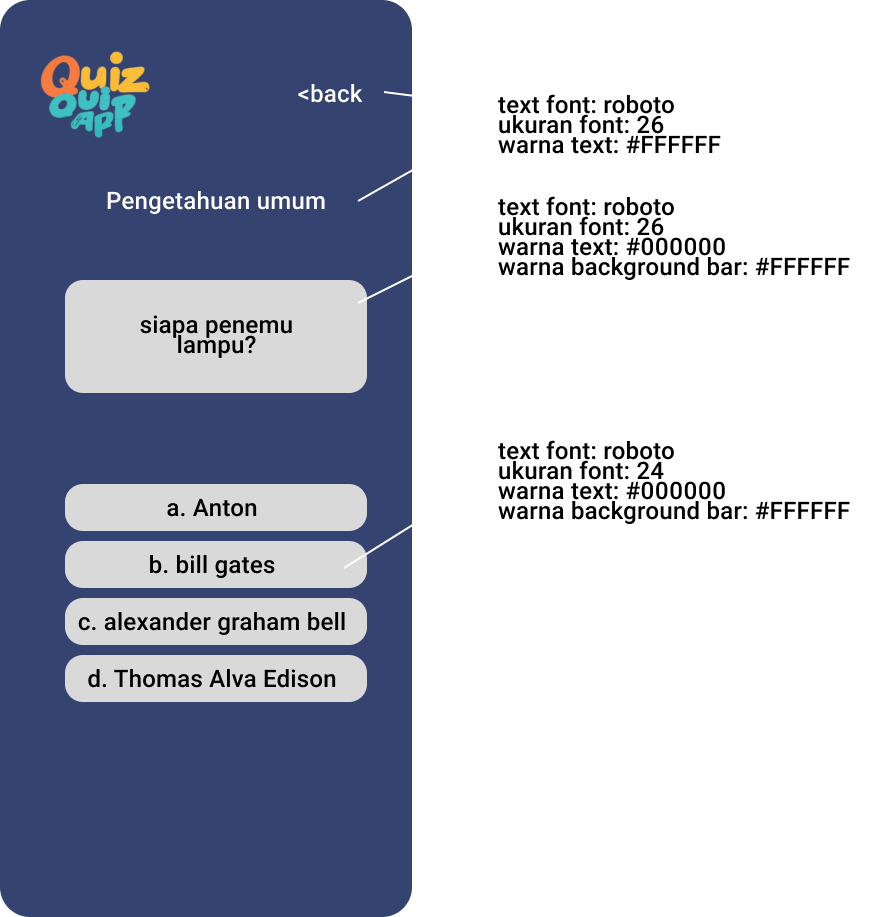 Quiz
Quip
APP
<back
Pengetahuan umum
siapa penemu
lampu?
a. Anton
b. bill gates
c. alexander graham bell
d. Thomas Alva Edison
text font: roboto
ukuran font: 26
warna text: #FFFFFF
text font: roboto
ukuran font: 26
warna text: #000000
warna background bar: #FFFFFF
text font: roboto
ukuran font: 24
warna text: #000000
warna background bar: #FFFFFF